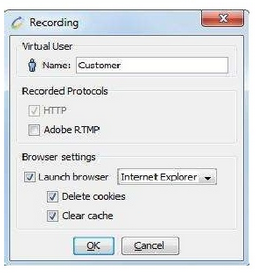 Recording
Virtual User
Name: Customer
Recorded Protocols
HTTP
Adobe RTMP
Browser settings
Launch browser Internet Explorer
Delete cookies
Clear cache
OK Cancel